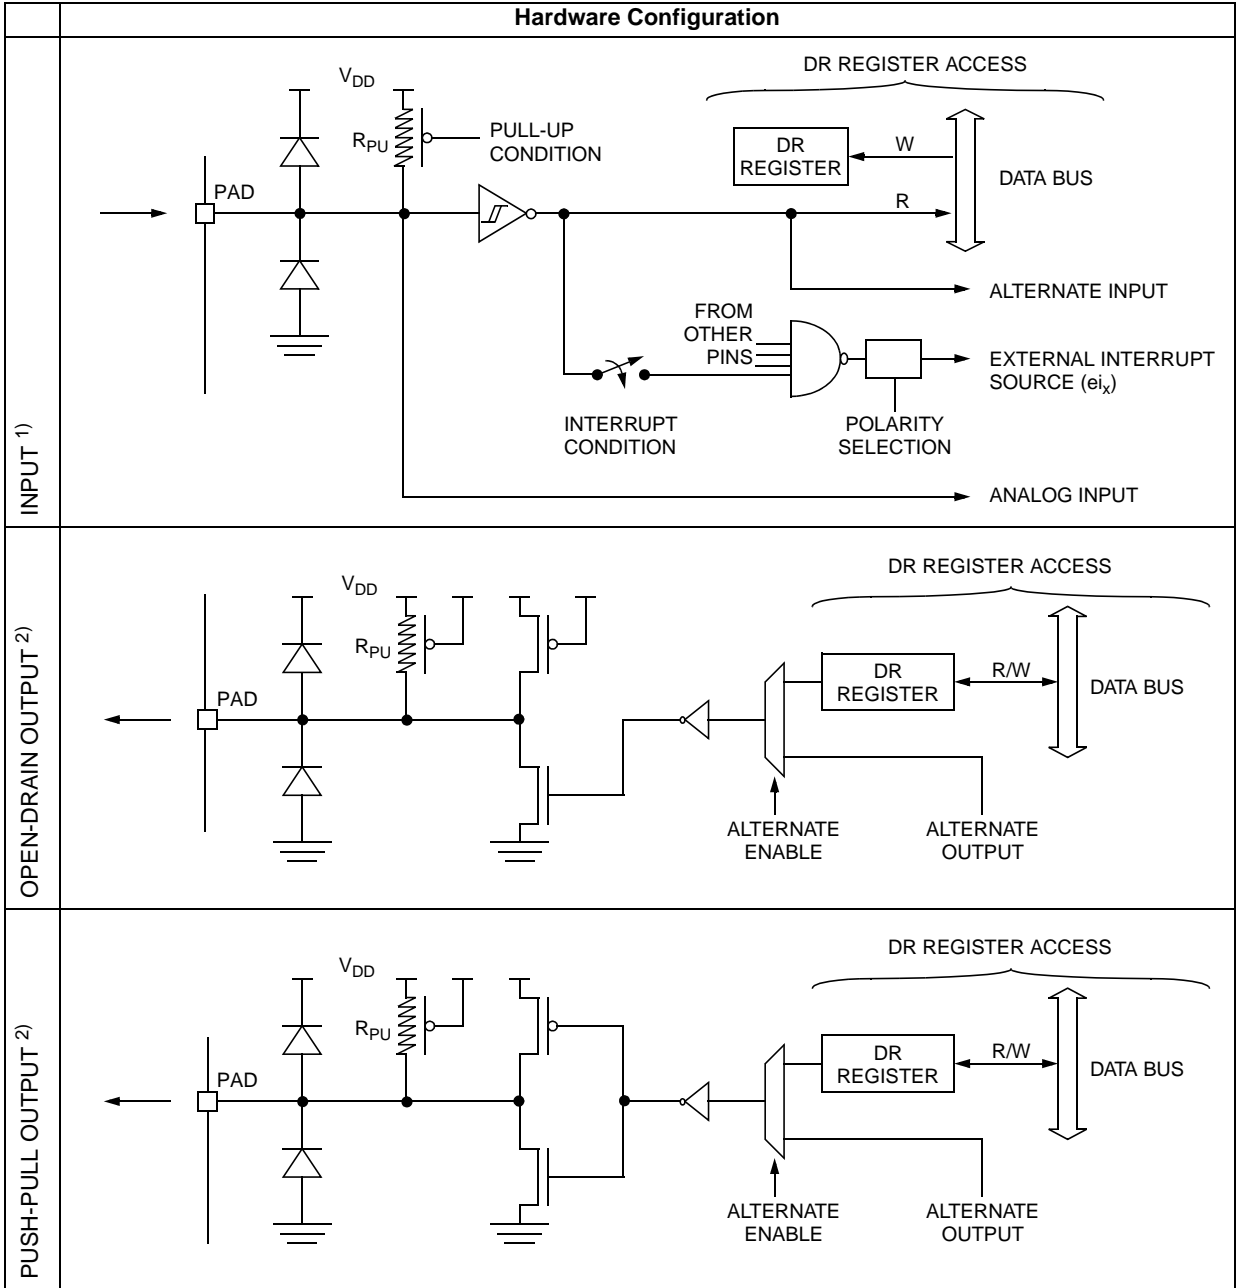 Hardware Configuration
INPUT 1)
DR REGISTER ACCESS
VDD
RPU
PULL-UP
CONDITION
DR
REGISTER
W
DATA BUS
PAD
R
ALTERNATE INPUT
FROM
OTHER
PINS
EXTERNAL INTERRUPT
SOURCE (eix)
INTERRUPT
CONDITION
POLARITY
SELECTION
ANALOG INPUT
OPEN-DRAIN OUTPUT 2)
DR REGISTER ACCESS
VDD
RPU
PAD
DR
REGISTER
R/W
DATA BUS
ALTERNATE
ENABLE
ALTERNATE
OUTPUT
PUSH-PULL OUTPUT 2)
DR REGISTER ACCESS
VDD
RPU
PAD
DR
REGISTER
R/W
DATA BUS
ALTERNATE
ENABLE
ALTERNATE
OUTPUT